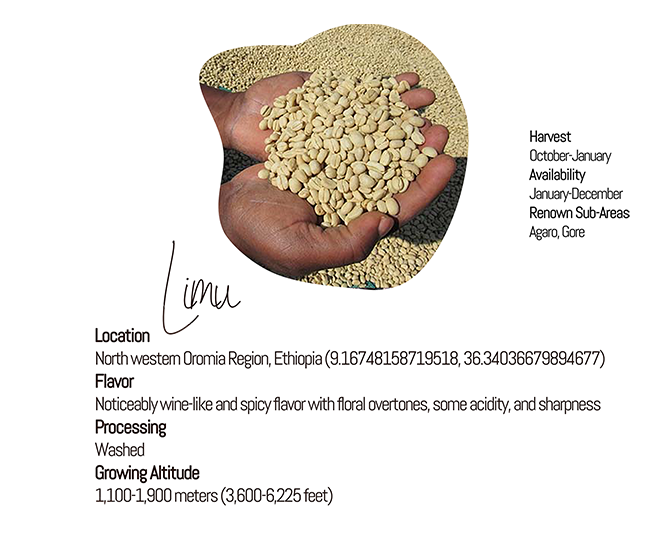 Harvest
October-January
Availability
January-December
Renown Sub-Areas
Agaro, Gore
Limu
Location
North western Oromia Region, Ethiopia (9.16748158719518, 36.34036679894677)
Flavor
Noticeably wine-like and spicy flavor with floral overtones, some acidity, and sharpness
Processing
Washed
Growing Altitude
1,100-1,900 meters (3,600-6,225 feet)